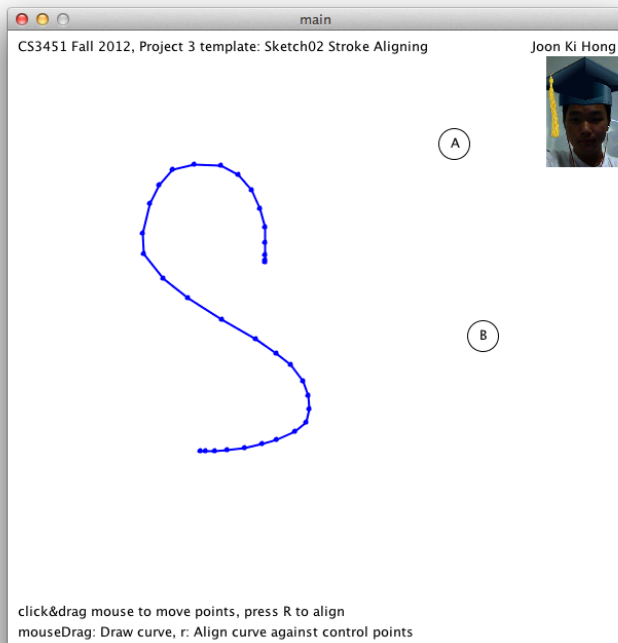 main
CS3451 Fall 2012, Project 3 template: Sketch02 Stroke Aligning
Joon Ki Hong
A
B
click&drag mouse to move points, press R to align
mouseDrag: Draw curve, r: Align curve against control points